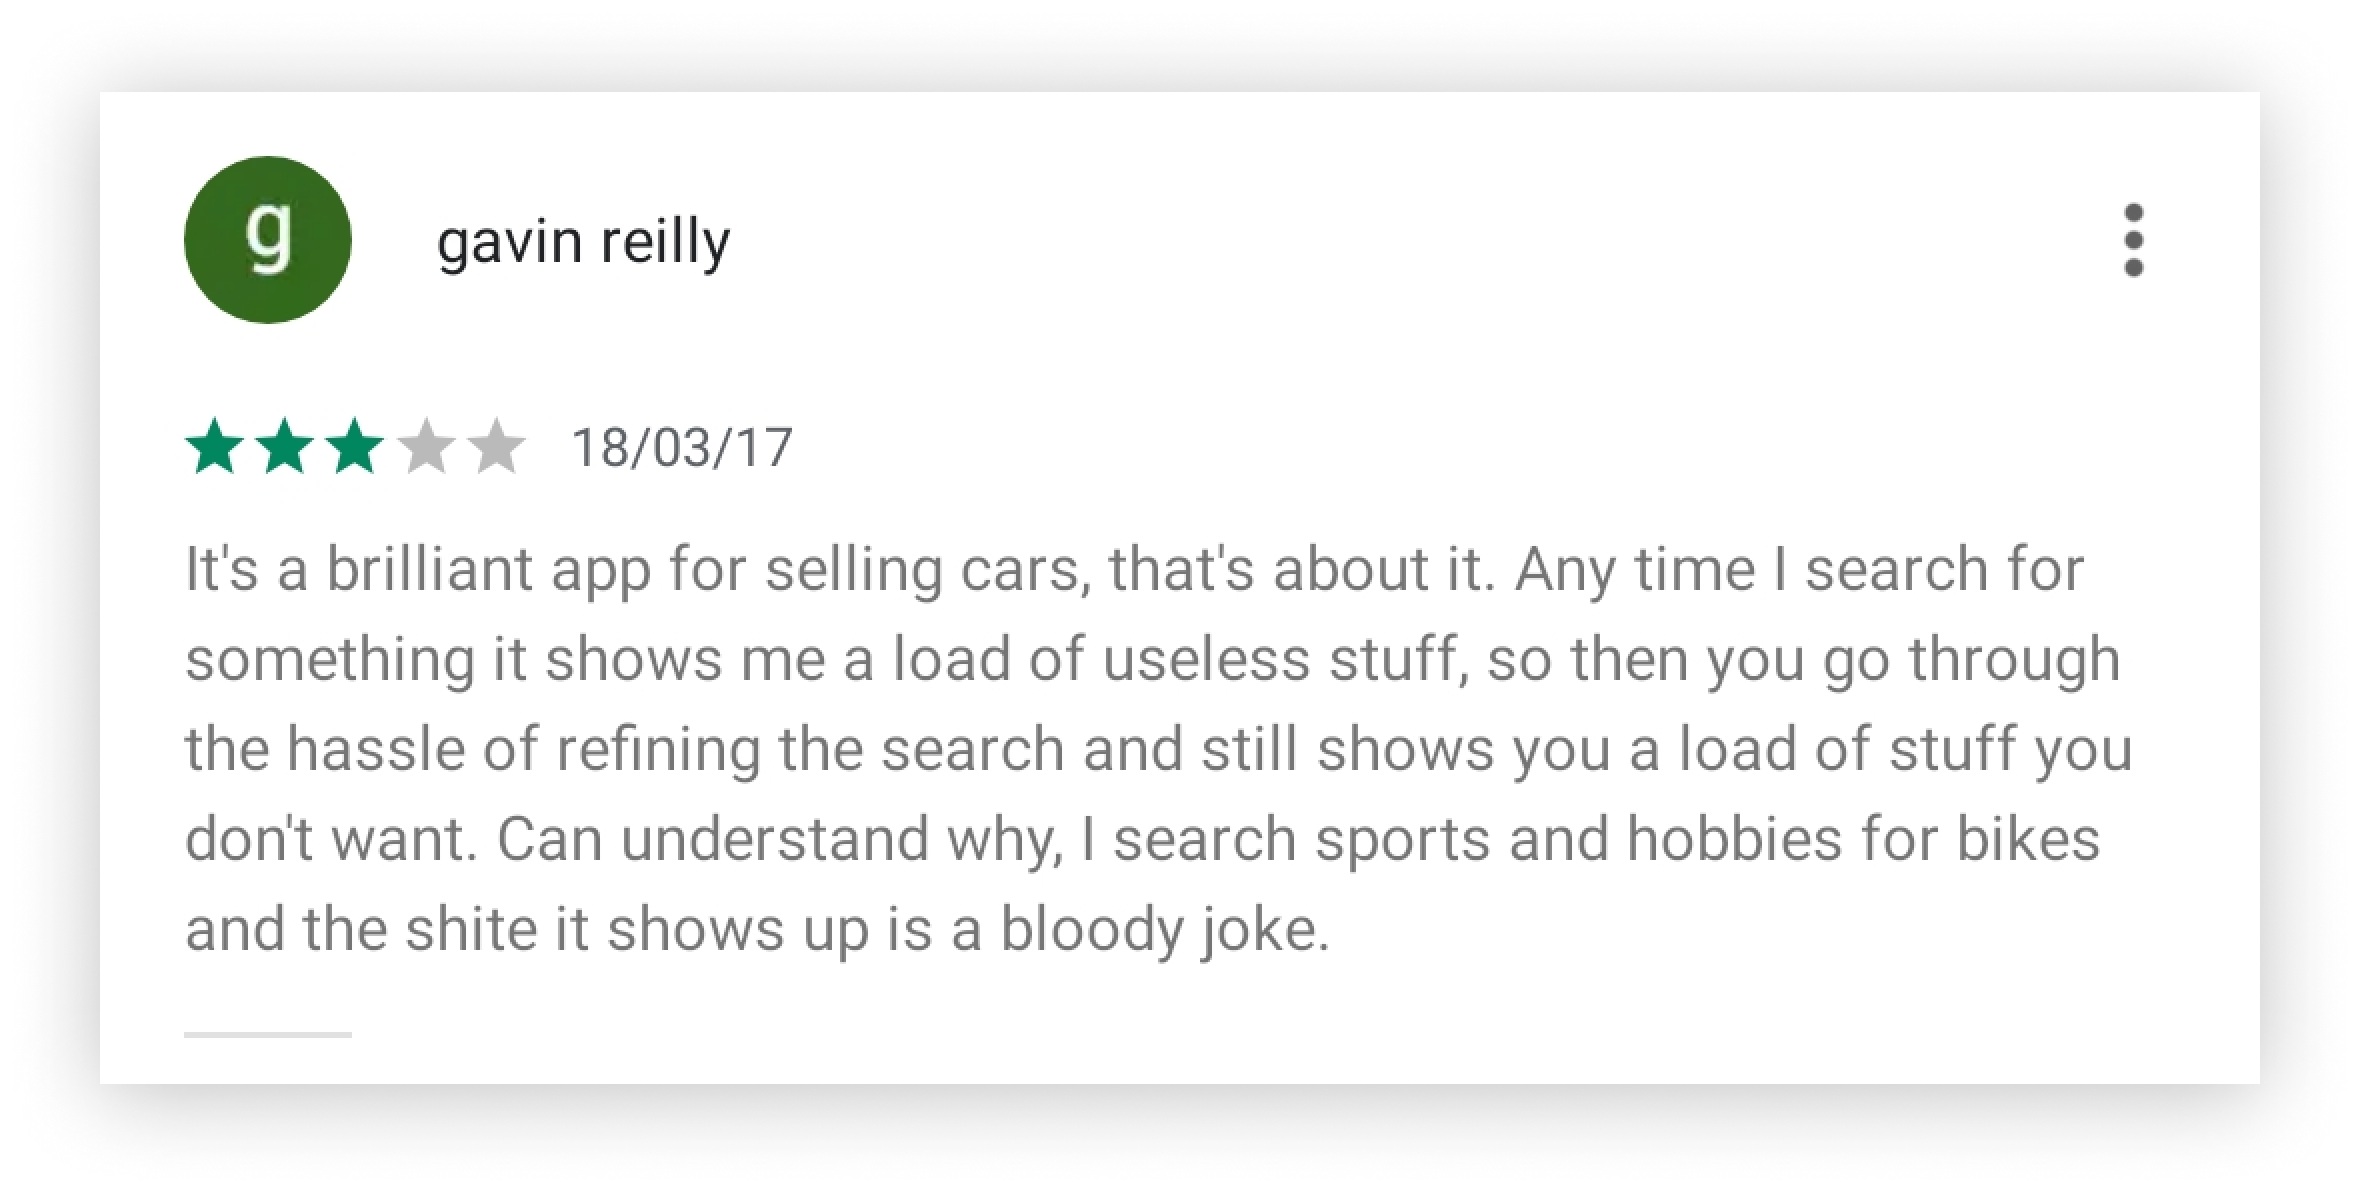 g
gavin reilly
18/03/17
It's a brilliant app for selling cars, that's about it. Any time I search for
something it shows me a load of useless stuff, so then you go through
the hassle of refining the search and still shows you a load of stuff you
don't want. Can understand why, I search sports and hobbies for bikes
and the shite it shows up is a bloody joke.